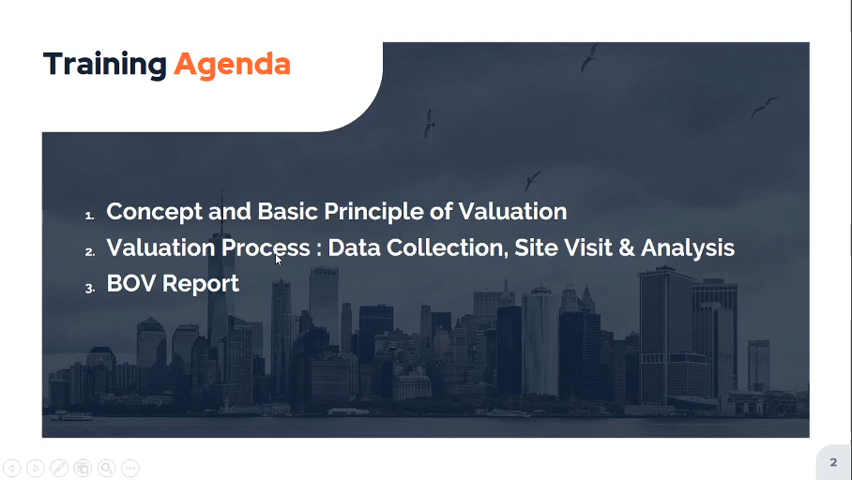 Training Agenda
1. Concept and Basic Principle of Valuation
2. Valuation Process : Data Collection, Site Visit & Analysis
3. BOV Report
2